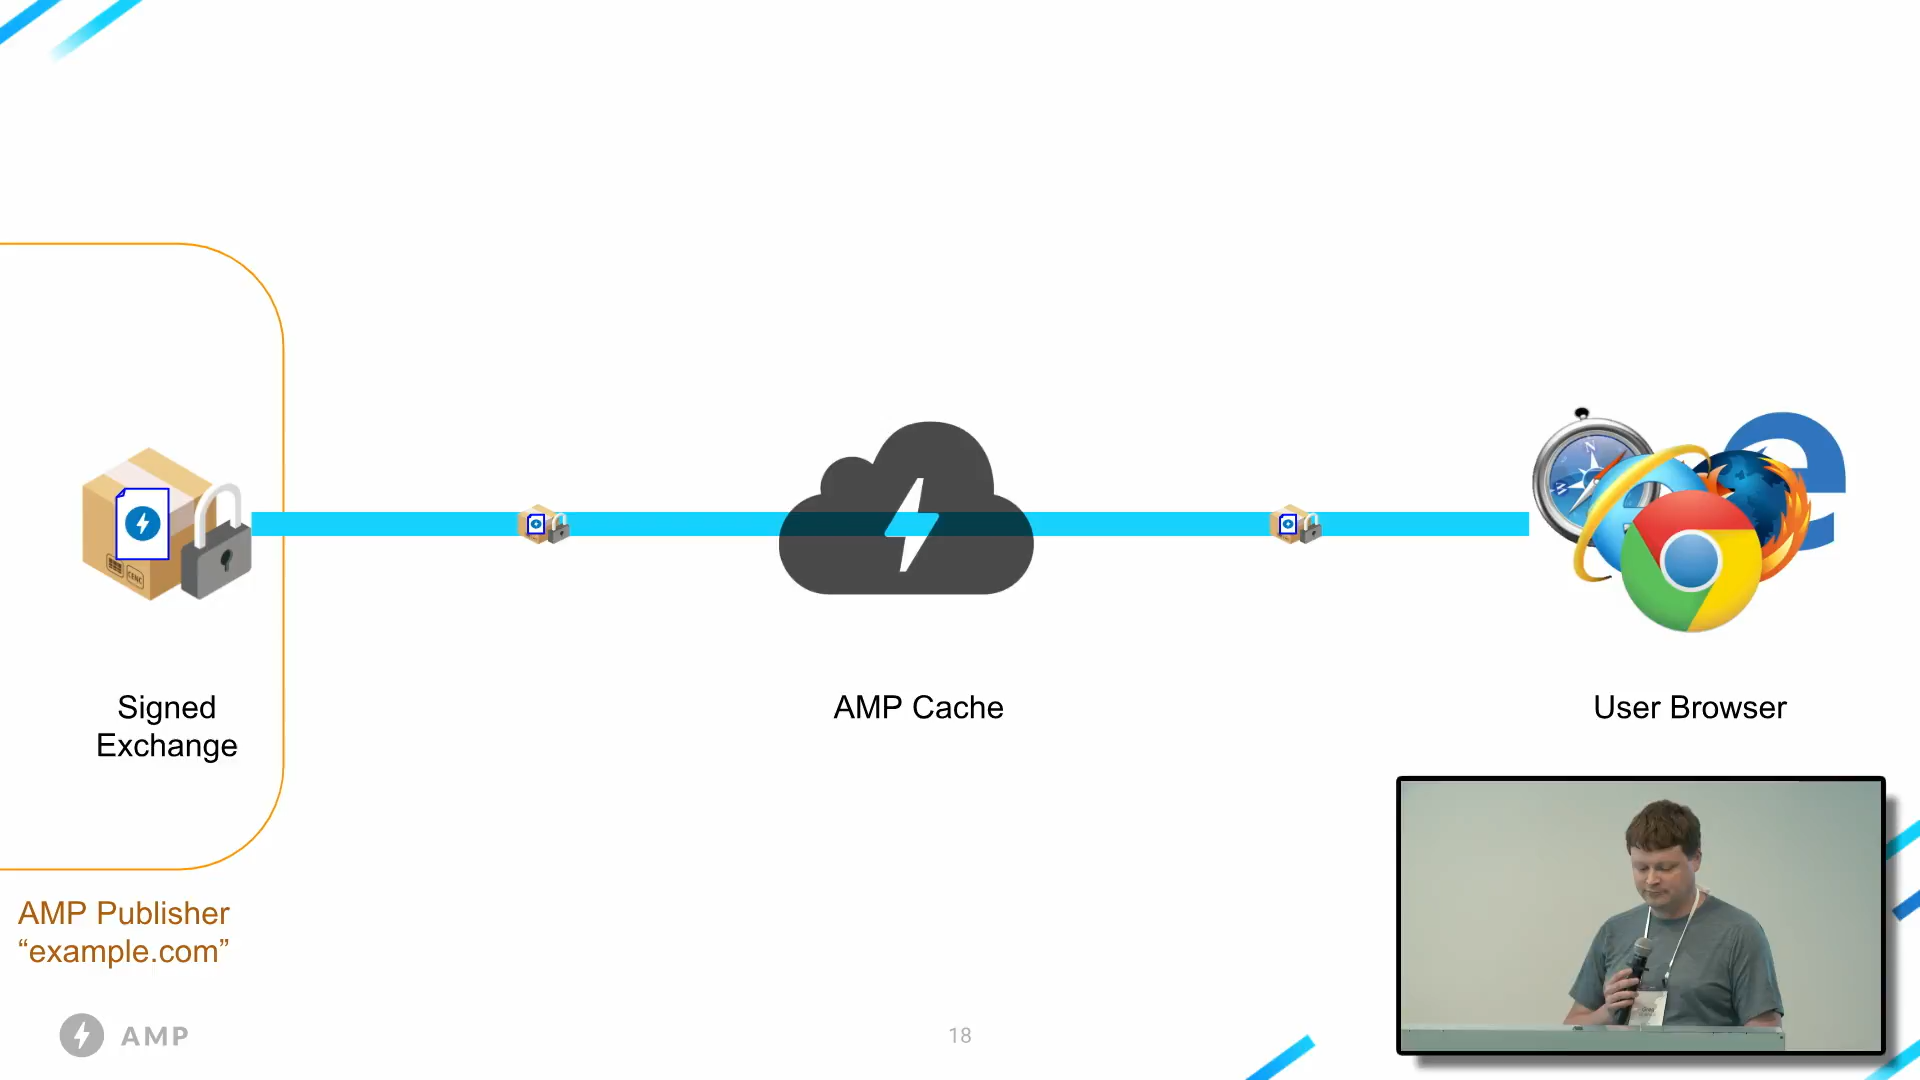 Signed
Exchange
AMP Cache
User Browser
AMP Publisher
“example.com”
AMP
18